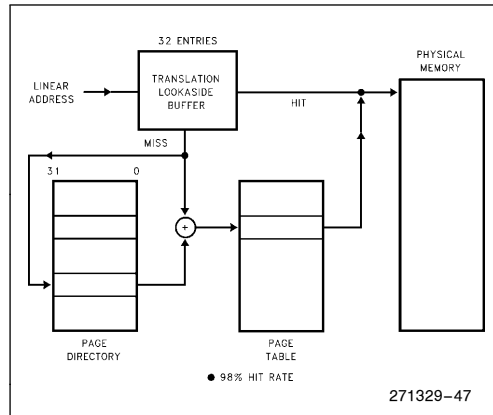 32 ENTRIES
PHYSICAL
MEMORY
LINEAR
ADDRESS
TRANSLATION
LOOKASIDE
BUFFER
HIT
MISS
31 0
+
PAGE
DIRECTORY
PAGE
TABLE
● 98% HIT RATE
271329–47